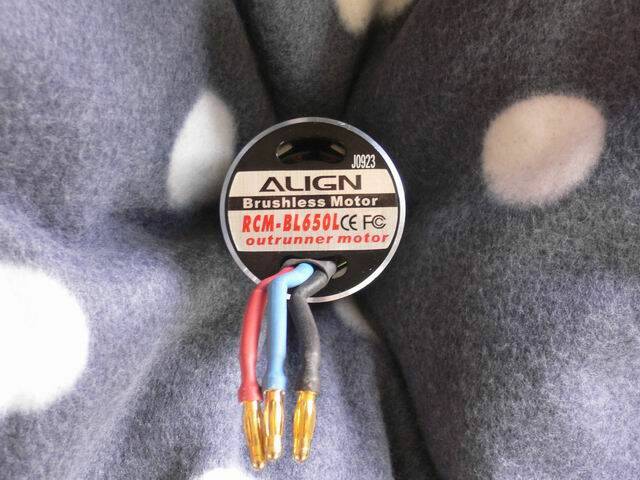 J0923
ALIGN
Brushless Motor
RCM-BL650L CE FC
outrunner motor